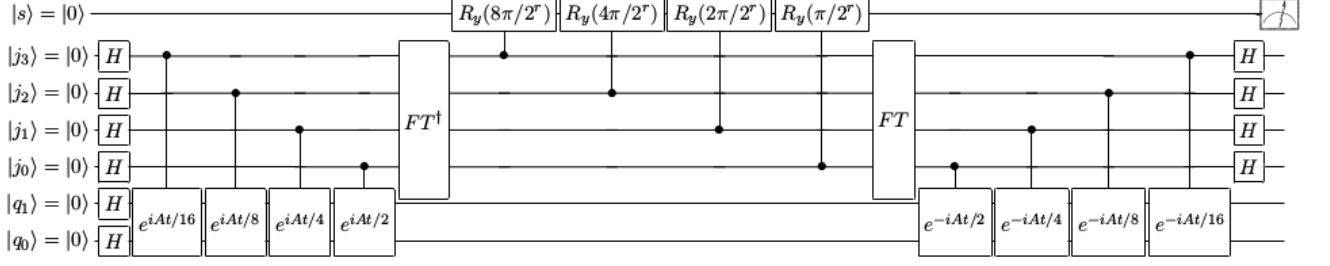 |s⟩ = |0⟩ R_y(8π/2^r) R_y(4π/2^r) R_y(2π/2^r) R_y(π/2^r)
|j_3⟩ = |0⟩ H H
|j_2⟩ = |0⟩ H H
|j_1⟩ = |0⟩ H FT^† FT H
|j_0⟩ = |0⟩ H H
|q_1⟩ = |0⟩ H
e^{iAt/16} e^{iAt/8} e^{iAt/4} e^{iAt/2} e^{-iAt/2} e^{-iAt/4} e^{-iAt/8} e^{-iAt/16}
|q_0⟩ = |0⟩ H